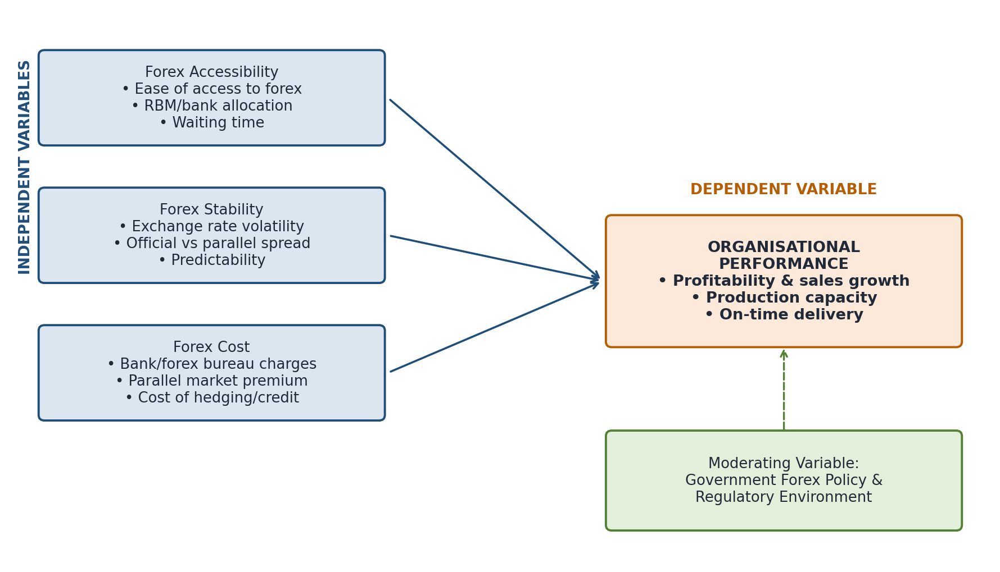 INDEPENDENT VARIABLES
Forex Accessibility
• Ease of access to forex
• RBM/bank allocation
• Waiting time
Forex Stability
• Exchange rate volatility
• Official vs parallel spread
• Predictability
Forex Cost
• Bank/forex bureau charges
• Parallel market premium
• Cost of hedging/credit
DEPENDENT VARIABLE
ORGANISATIONAL
PERFORMANCE
• Profitability & sales growth
• Production capacity
• On-time delivery
Moderating Variable:
Government Forex Policy &
Regulatory Environment